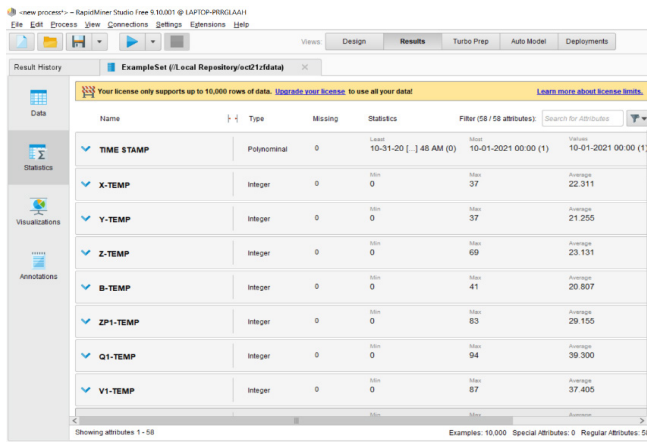 <new process*> – RapidMiner Studio Free 9.10.001 @ LAPTOP-PRRGLAAH
File Edit Process View Connections Settings Extensions Help
Views: Design Results Turbo Prep Auto Model Deployments
Result History ExampleSet (//Local Repository/oct21zfdata)
Your license only supports up to 10,000 rows of data. Upgrade your license to use all your data! Learn more about license limits.
Data
Statistics
Visualizations
Annotations
Name Type Missing Statistics Filter (58 / 58 attributes): Search for Attributes
Least Most Values
TIME STAMP Polynominal 0 10-31-20 [...] 48 AM (0) 10-01-2021 00:00 (1) 10-01-2021 00:00 (1)
Min Max Average
X-TEMP Integer 0 0 37 22.311
Min Max Average
Y-TEMP Integer 0 0 37 21.255
Min Max Average
Z-TEMP Integer 0 0 69 23.131
Min Max Average
B-TEMP Integer 0 0 41 20.807
Min Max Average
ZP1-TEMP Integer 0 0 83 29.155
Min Max Average
Q1-TEMP Integer 0 0 94 39.300
Min Max Average
V1-TEMP Integer 0 0 87 37.405
Min Max Average
Showing attributes 1 - 58 Examples: 10,000 Special Attributes: 0 Regular Attributes: 58